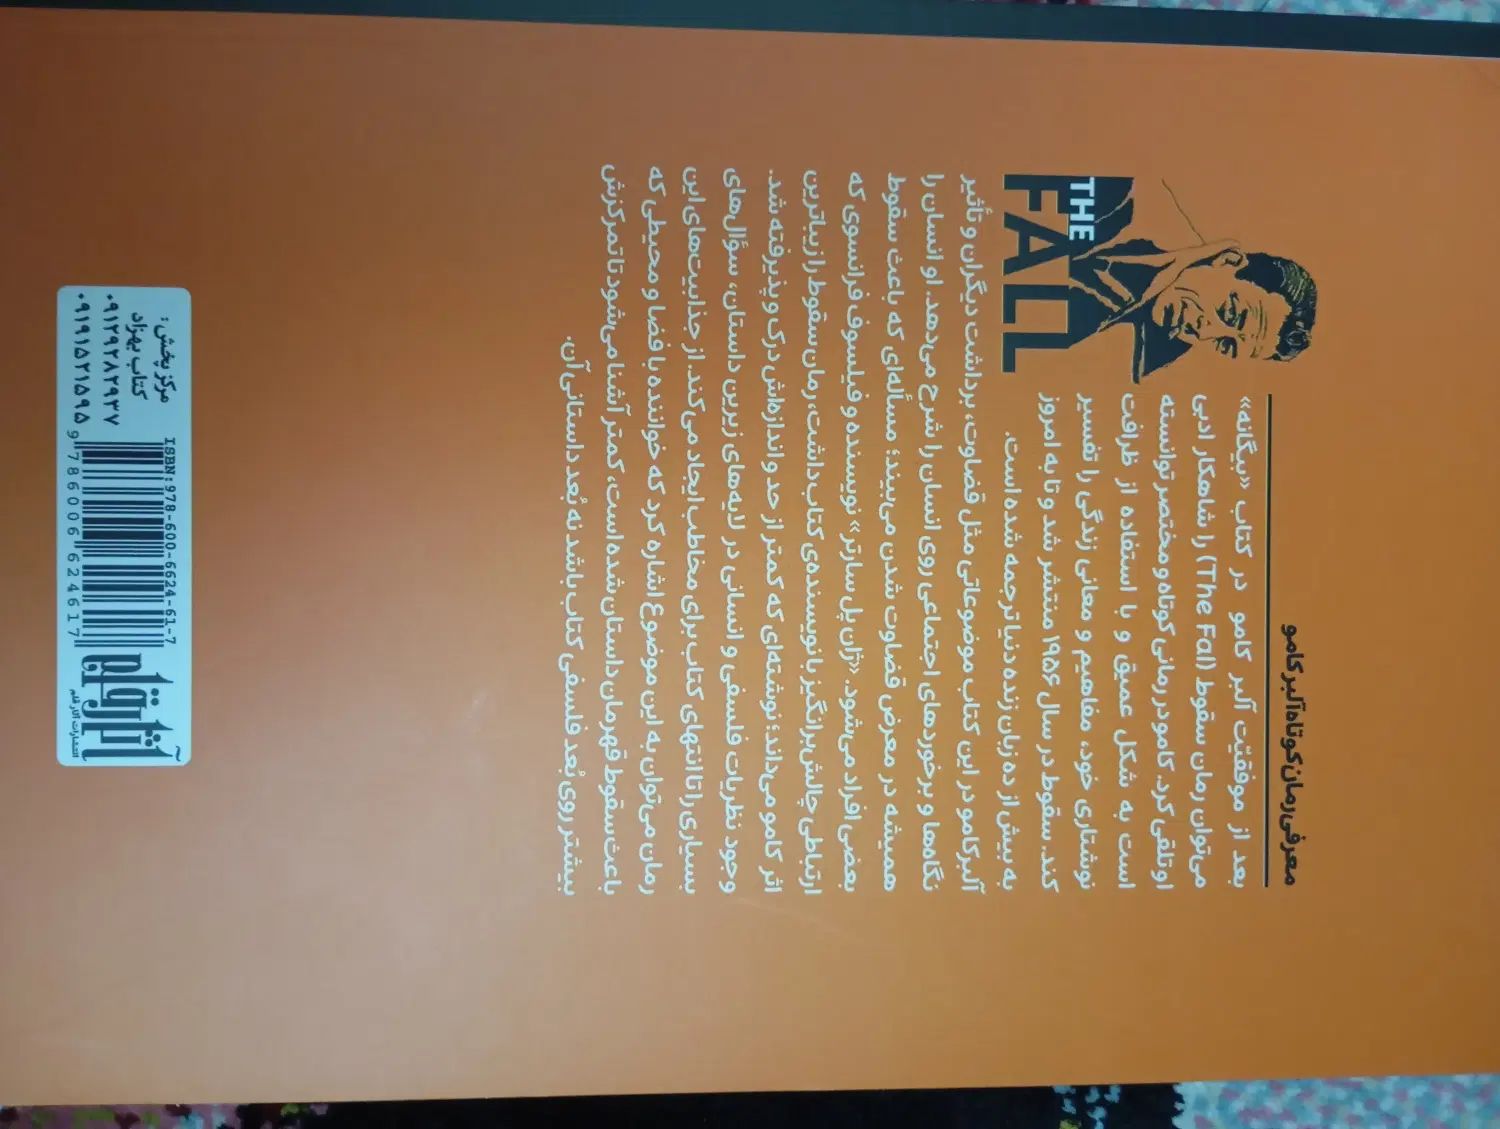 معرفی رمان کوتاه آلبر کامو
THE
FALL
بعد از موفقیّت آلبر کامو در کتاب «بیگانه»
می‌توان رمان سقوط (The Fall) را شاهکار ادبی
او تلقی کرد. کامو در رمانی کوتاه و مختصر توانسته
است به شکل عمیق و با استفاده از ظرافت
نوشتاری خود، مفاهیم و معانی زندگی را تفسیر
کند. سقوط در سال ۱۹۵۶ منتشر شد و تا به امروز
به بیش از ده زبان زنده دنیا ترجمه شده است.
آلبرکامو در این کتاب موضوعاتی مثل قضاوت، برداشت دیگران و تأثیر
نگاه‌ها و برخوردهای اجتماعی روی انسان را شرح می‌دهد. او انسان را
همیشه در معرض قضاوت شدن می‌بیند؛ مسأله‌ای که باعث سقوط
بعضی افراد می‌شود. «ژان پل سارتر» نویسنده و فیلسوف فرانسوی که
ارتباطی چالش‌برانگیز با نویسنده‌ی کتاب داشت، رمان سقوط را زیباترین
اثر کامو می‌داند؛ نوشته‌ای که کمتر از حد و اندازه‌اش درک و پذیرفته شد.
وجود نظریات فلسفی و انسانی در لایه‌های زیرین داستان، سؤال‌های
بسیاری را تا انتهای کتاب برای مخاطب ایجاد می‌کند. از جذابیت‌های این
رمان می‌توان به این موضوع اشاره کرد که خواننده با فضا و محیطی که
باعث سقوط قهرمان داستان شده است، کمتر آشنا می‌شود تا تمرکزش
بیشتر روی بُعد فلسفی کتاب باشد نه بُعد داستانی آن.
مرکز پخش:
کتاب بهزاد
۰۹۱۲۹۲۸۲۹۳۷
۰۹۱۹۱۵۲۱۵۹۵
ISBN:978-600-6624-61-7
9 786006 624617
آثار قلم
انتشارات آثار قلم